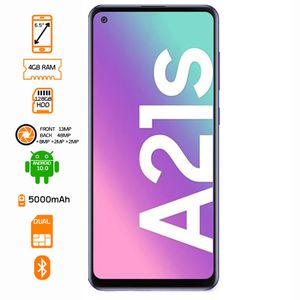 6.5"
4GB RAM
128GB
HDD
FRONT 13MP
BACK 48MP
+8MP +2MP +2MP
ANDROID
10.0
5000mAh
DUAL
A21s